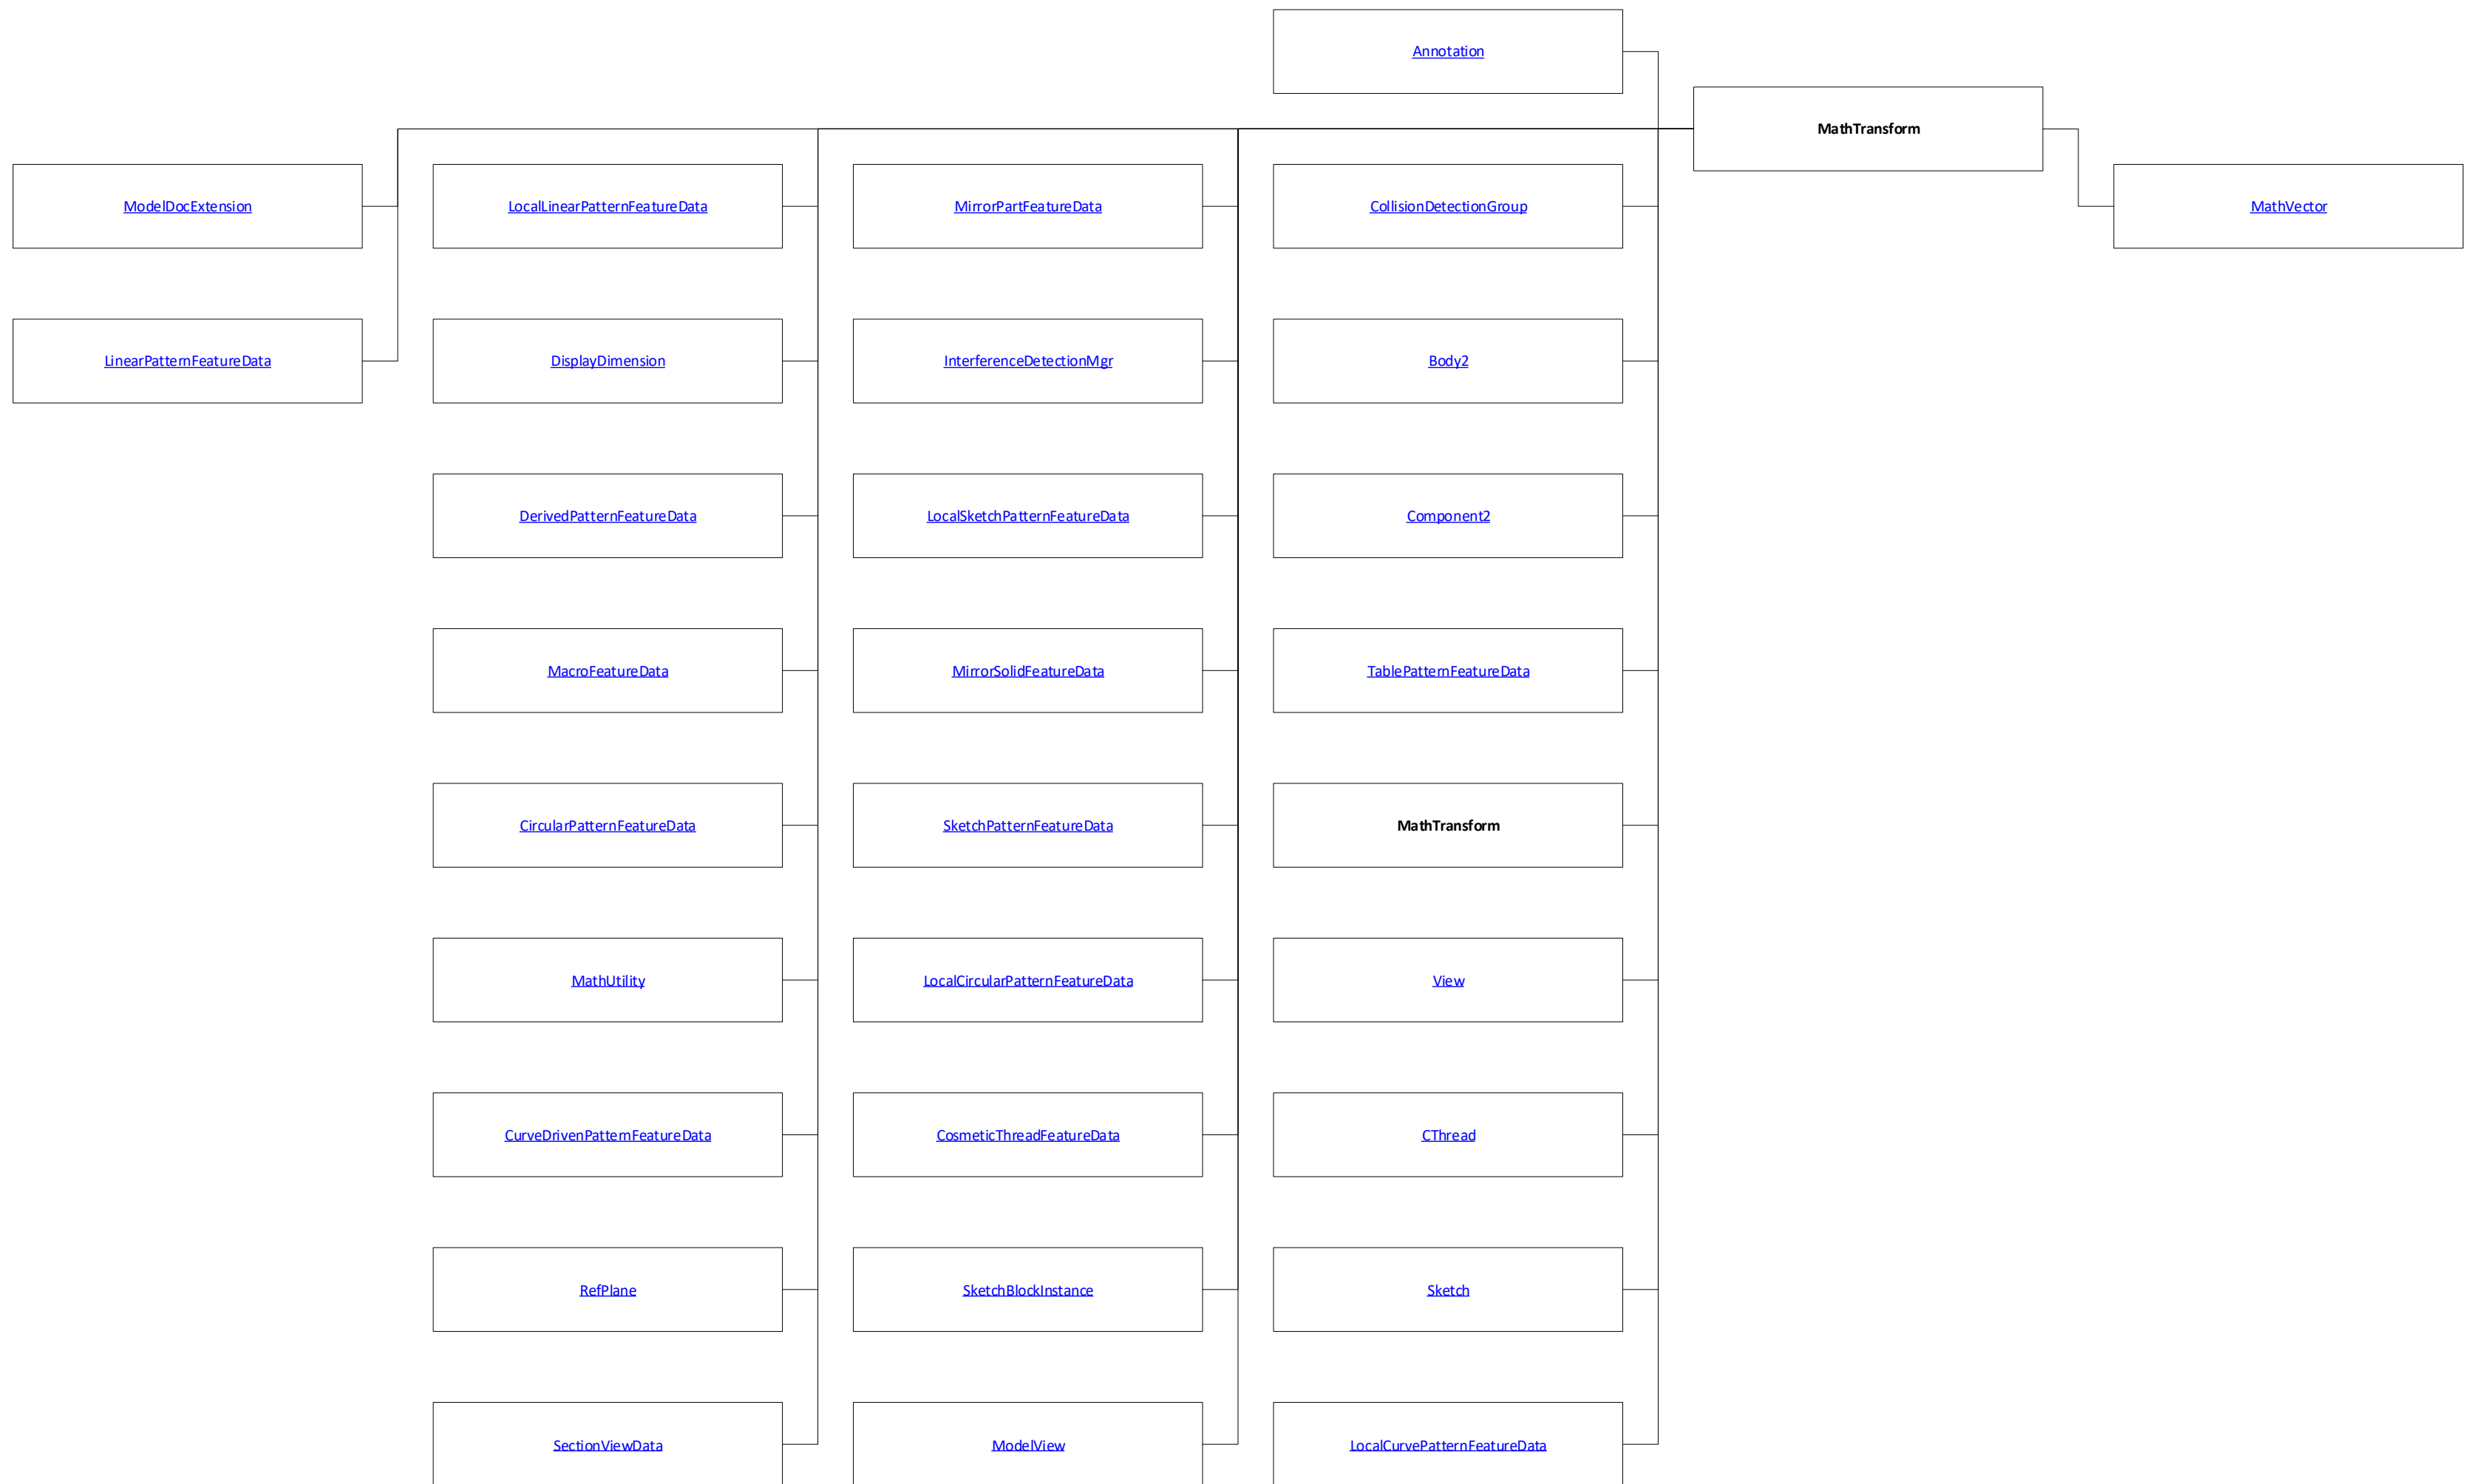 Annotation
MathTransform
ModelDocExtension
LocalLinearPatternFeatureData
MirrorPartFeatureData
CollisionDetectionGroup
MathVector
LinearPatternFeatureData
DisplayDimension
InterferenceDetectionMgr
Body2
DerivedPatternFeatureData
LocalSketchPatternFeatureData
Component2
MacroFeatureData
MirrorSolidFeatureData
TablePatternFeatureData
CircularPatternFeatureData
SketchPatternFeatureData
MathTransform
MathUtility
LocalCircularPatternFeatureData
View
CurveDrivenPatternFeatureData
CosmeticThreadFeatureData
CThread
RefPlane
SketchBlockInstance
Sketch
SectionViewData
ModelView
LocalCurvePatternFeatureData